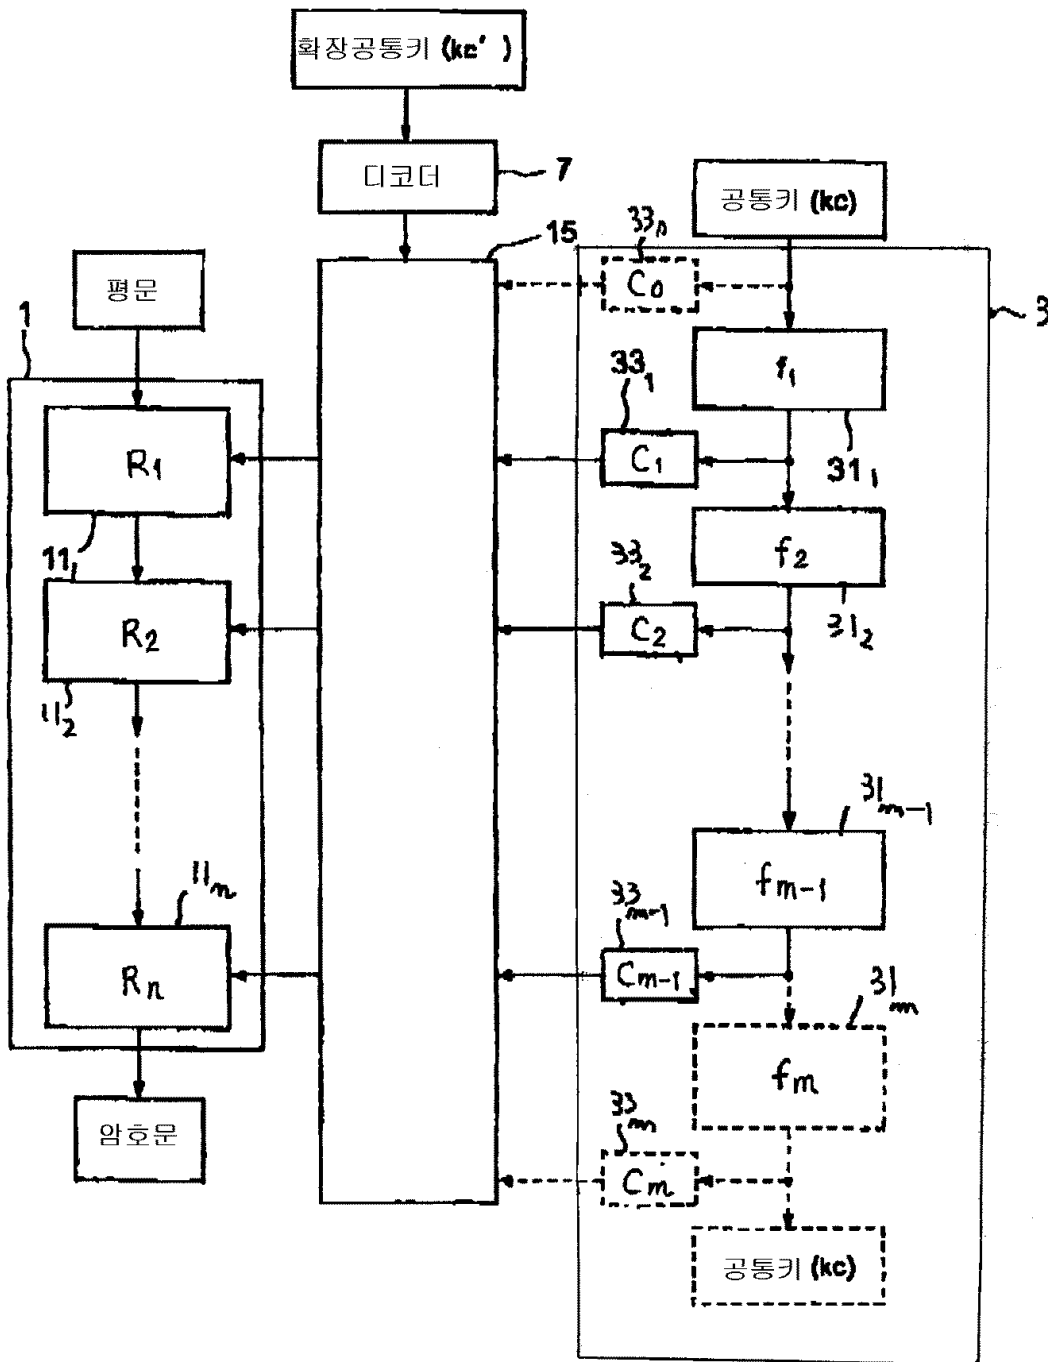 확장공통키 (kc')
디코더
7
공통키 (kc)
15
33₀
C₀
3
평문
1
f₁
33₁
31₁
R₁
C₁
11₁
f₂
33₂
31₂
R₂
C₂
11₂
31ₘ₋₁
fₘ₋₁
11ₙ
33ₘ₋₁
Rₙ
Cₘ₋₁
31ₘ
fₘ
암호문
33ₘ
Cₘ
공통키 (kc)